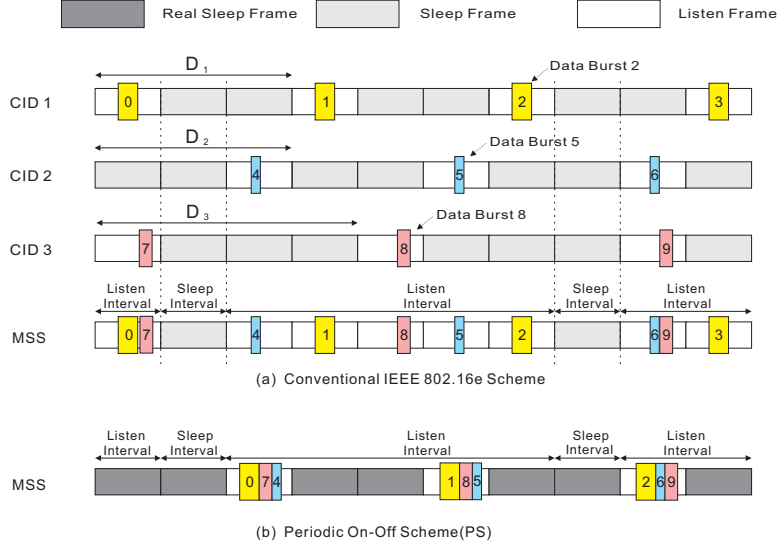 Real Sleep Frame Sleep Frame Listen Frame
D 1
Data Burst 2
CID 1 0 1 2 3
D 2
Data Burst 5
CID 2 4 5 6
D 3
Data Burst 8
CID 3 7 8 9
Listen Sleep Listen Sleep Listen
Interval Interval Interval Interval Interval
MSS 0 7 4 1 8 5 2 6 9 3
(a) Conventional IEEE 802.16e Scheme
Listen Sleep Listen Sleep Listen
Interval Interval Interval Interval Interval
MSS 0 7 4 1 8 5 2 6 9
(b) Periodic On-Off Scheme(PS)